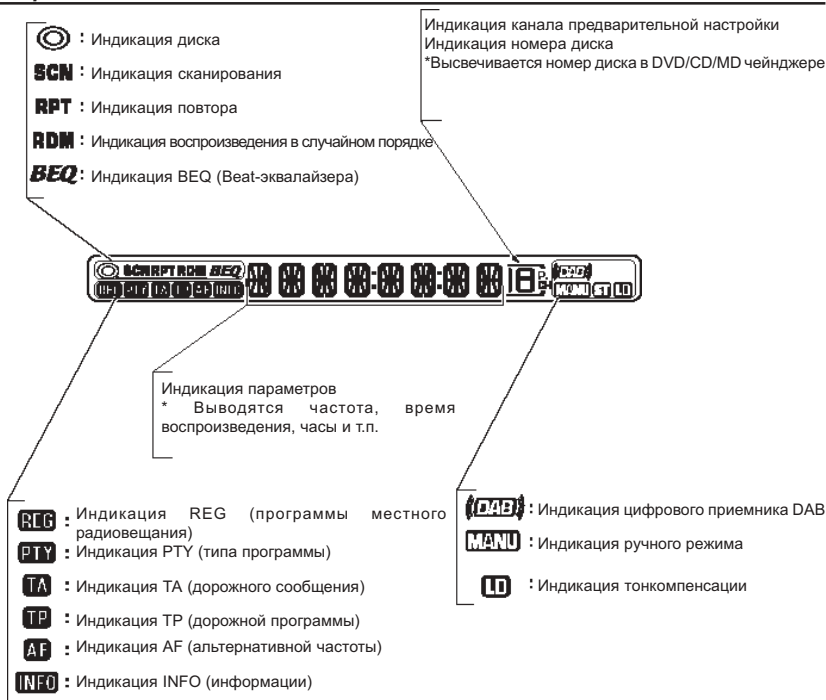 : Индикация диска
SCN : Индикация сканирования
RPT : Индикация повтора
RDM : Индикация воспроизведения в случайном порядке
BEQ : Индикация BEQ (Beat-эквалайзера)
Индикация канала предварительной настройки
Индикация номера диска
*Высвечивается номер диска в DVD/CD/MD чейнджере
SCN RPT RDM BEQ
REG PTY TA TP AF INFO
P.CH
DAB
MANU ST LD
Индикация параметров
* Выводятся частота, время
воспроизведения, часы и т.п.
REG : Индикация REG (программы местного
радиовещания)
PTY : Индикация PTY (типа программы)
TA : Индикация TA (дорожного сообщения)
TP : Индикация TP (дорожной программы)
AF : Индикация AF (альтернативной частоты)
INFO : Индикация INFO (информации)
DAB : Индикация цифрового приемника DAB
MANU : Индикация ручного режима
LD : Индикация тонкомпенсации